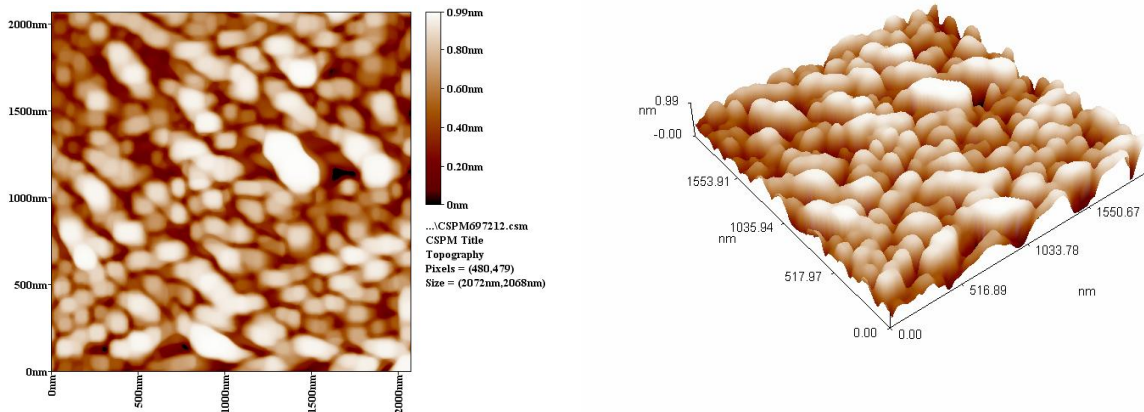 2000nm
1500nm
1000nm
500nm
0nm
0nm
500nm
1000nm
1500nm
2000nm
0.99nm
0.80nm
0.60nm
0.40nm
0.20nm
0nm
...\CSPM697212.csm
CSPM Title
Topography
Pixels = (480,479)
Size = (2072nm,2068nm)
0.99
nm
-0.00
1553.91
1035.94
nm
517.97
0.00
0.00
516.89
1033.78
1550.67
nm